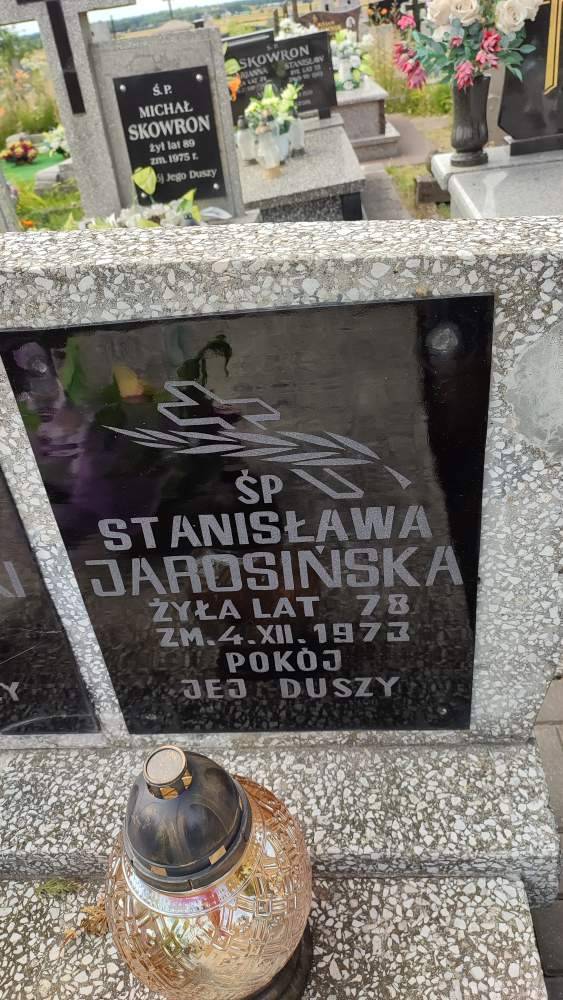 Ś.P.
MICHAŁ
SKOWRON
żył lat 89
zm. 1975 r.
Jego Duszy
Ś.P.
SKOWRON
STANISŁAW
ŚP
STANISŁAWA
JAROSIŃSKA
ŻYŁA LAT 78
ZM. 4. XII. 1973
POKÓJ
JEJ DUSZY